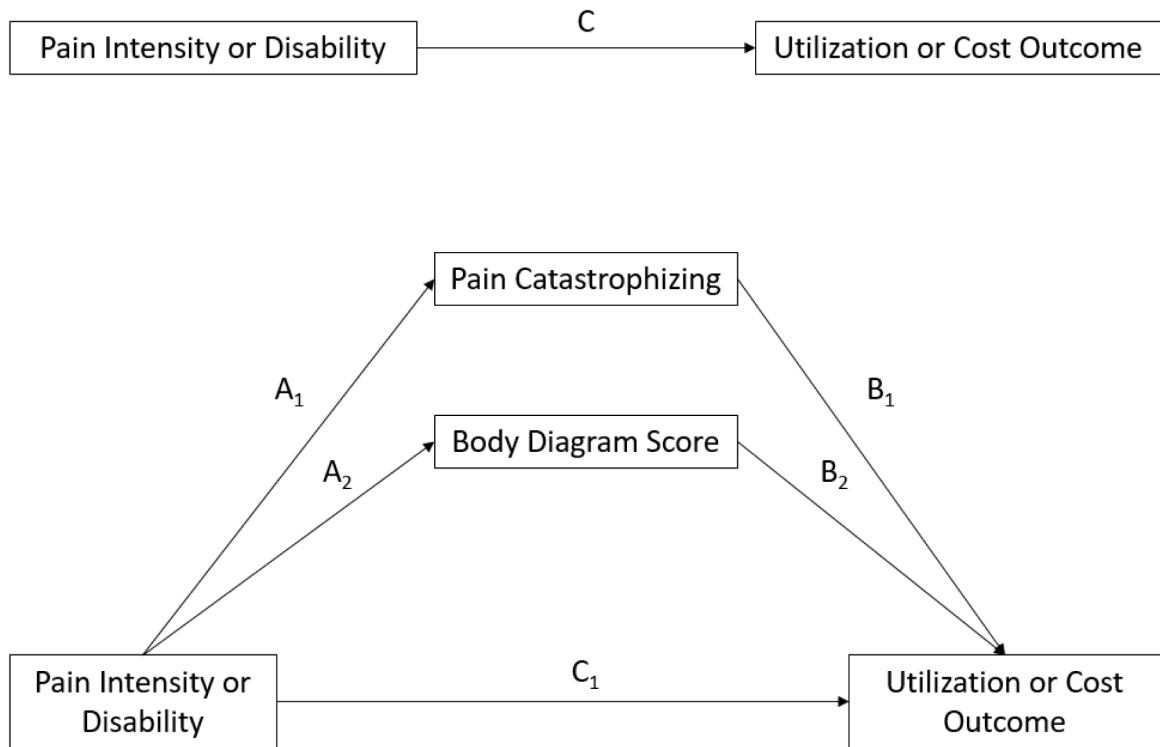 C
Pain Intensity or Disability
Utilization or Cost Outcome
Pain Catastrophizing
A₁
B₁
Body Diagram Score
A₂
B₂
Pain Intensity or
Disability
C₁
Utilization or Cost
Outcome